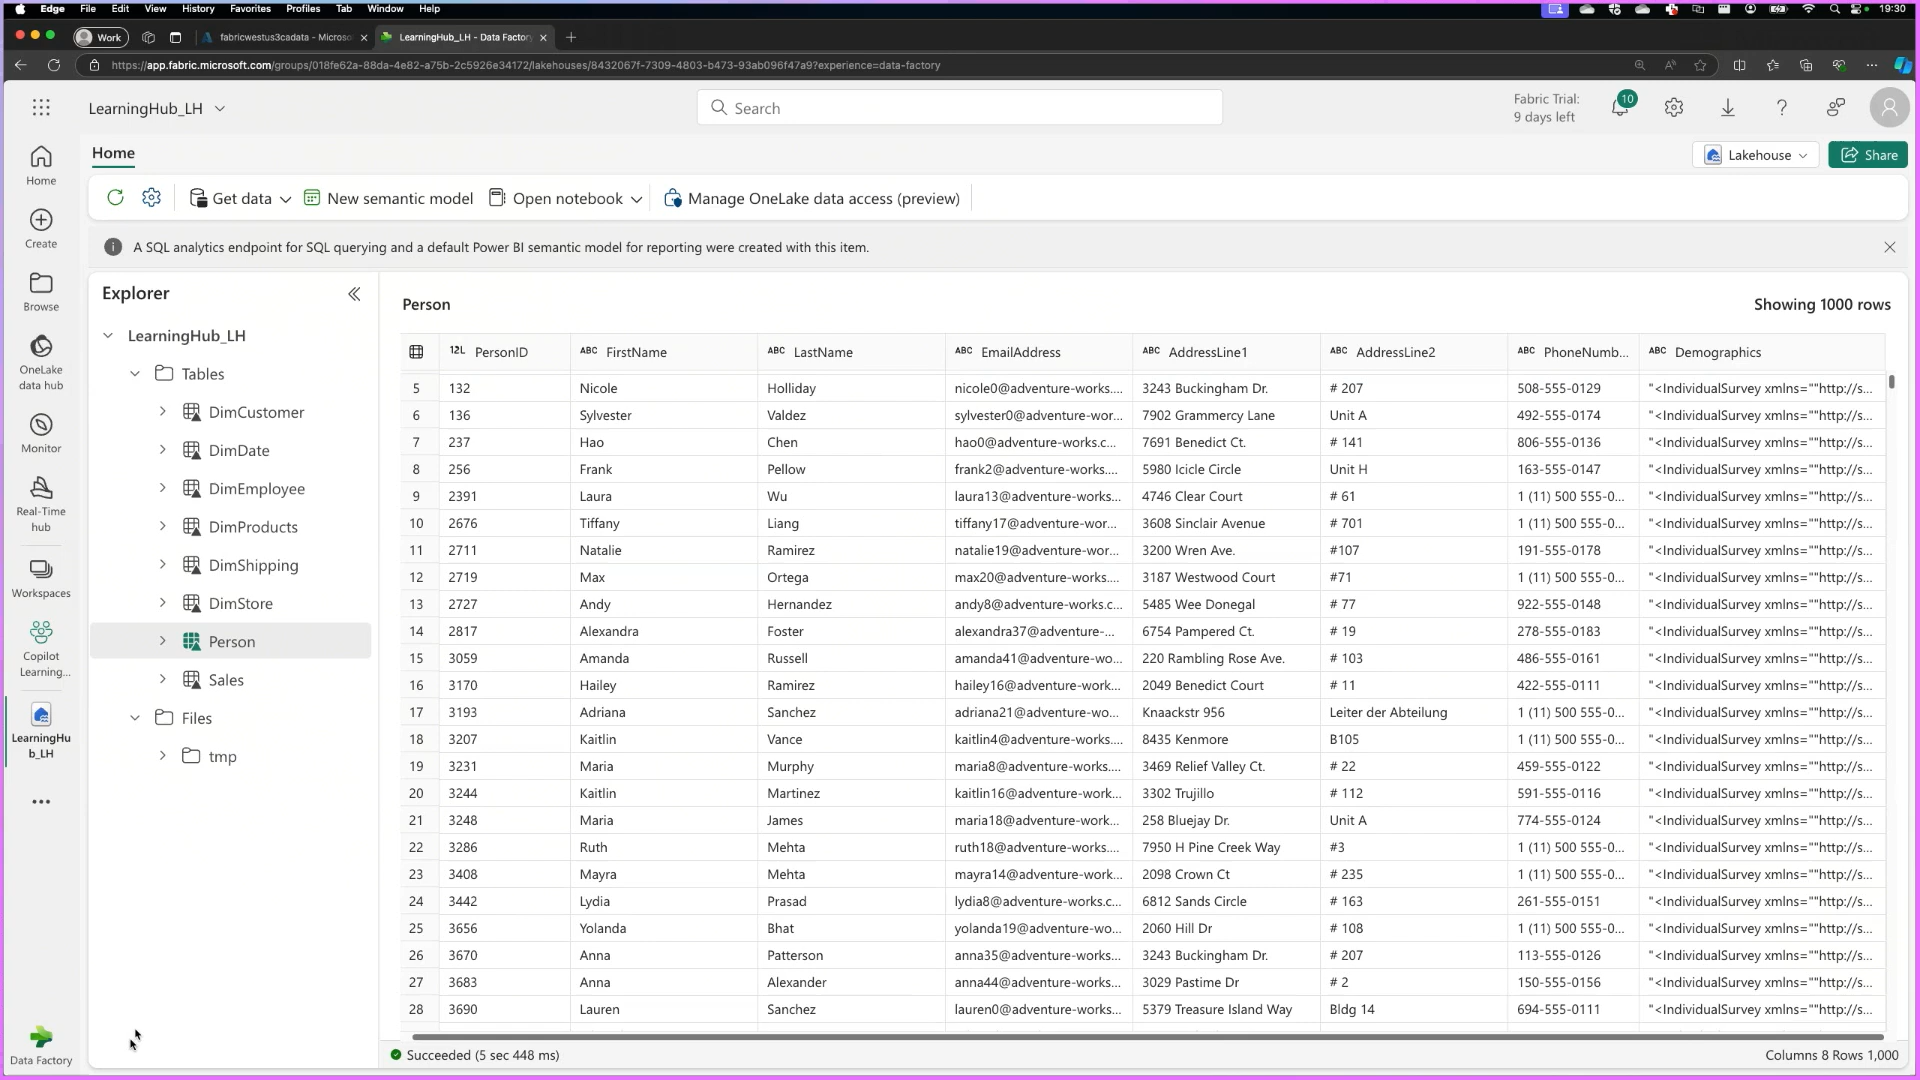 Edge File Edit View History Favorites Profiles Tab Window Help 19:30
Work fabricwestus3cadata - Microso LearningHub_LH - Data Factory
https://app.fabric.microsoft.com/groups/018fe62a-88da-4e82-a75b-2c5926e34172/lakehouses/8432067f-7309-4803-b473-93ab096f47a9?experience=data-factory
LearningHub_LH Search Fabric Trial: 10
9 days left
Home Lakehouse Share
Get data New semantic model Open notebook Manage OneLake data access (preview)
A SQL analytics endpoint for SQL querying and a default Power BI semantic model for reporting were created with this item.
Home
Create
Browse
OneLake
data hub
Monitor
Real-Time
hub
Workspaces
Copilot
Learning...
LearningHu
b_LH
Data Factory
Explorer
LearningHub_LH
Tables
DimCustomer
DimDate
DimEmployee
DimProducts
DimShipping
DimStore
Person
Sales
Files
tmp
Person Showing 1000 rows
12L PersonID ABC FirstName ABC LastName ABC EmailAddress ABC AddressLine1 ABC AddressLine2 ABC PhoneNumb... ABC Demographics
5 132 Nicole Holliday nicole0@adventure-works.... 3243 Buckingham Dr. # 207 508-555-0129 "<IndividualSurvey xmlns=""http://s...
6 136 Sylvester Valdez sylvester0@adventure-wor... 7902 Grammercy Lane Unit A 492-555-0174 "<IndividualSurvey xmlns=""http://s...
7 237 Hao Chen hao0@adventure-works.c... 7691 Benedict Ct. # 141 806-555-0136 "<IndividualSurvey xmlns=""http://s...
8 256 Frank Pellow frank2@adventure-works.... 5980 Icicle Circle Unit H 163-555-0147 "<IndividualSurvey xmlns=""http://s...
9 2391 Laura Wu laura13@adventure-works... 4746 Clear Court # 61 1 (11) 500 555-0... "<IndividualSurvey xmlns=""http://s...
10 2676 Tiffany Liang tiffany17@adventure-wor... 3608 Sinclair Avenue # 701 1 (11) 500 555-0... "<IndividualSurvey xmlns=""http://s...
11 2711 Natalie Ramirez natalie19@adventure-wor... 3200 Wren Ave. #107 191-555-0178 "<IndividualSurvey xmlns=""http://s...
12 2719 Max Ortega max20@adventure-works.... 3187 Westwood Court #71 1 (11) 500 555-0... "<IndividualSurvey xmlns=""http://s...
13 2727 Andy Hernandez andy8@adventure-works.c... 5485 Wee Donegal # 77 922-555-0148 "<IndividualSurvey xmlns=""http://s...
14 2817 Alexandra Foster alexandra37@adventure-... 6754 Pampered Ct. # 19 278-555-0183 "<IndividualSurvey xmlns=""http://s...
15 3059 Amanda Russell amanda41@adventure-wo... 220 Rambling Rose Ave. # 103 486-555-0161 "<IndividualSurvey xmlns=""http://s...
16 3170 Hailey Ramirez hailey16@adventure-work... 2049 Benedict Court # 11 422-555-0111 "<IndividualSurvey xmlns=""http://s...
17 3193 Adriana Sanchez adriana21@adventure-wo... Knaackstr 956 Leiter der Abteilung 1 (11) 500 555-0... "<IndividualSurvey xmlns=""http://s...
18 3207 Kaitlin Vance kaitlin4@adventure-works.... 8435 Kenmore B105 1 (11) 500 555-0... "<IndividualSurvey xmlns=""http://s...
19 3231 Maria Murphy maria8@adventure-works.... 3469 Relief Valley Ct. # 22 459-555-0122 "<IndividualSurvey xmlns=""http://s...
20 3244 Kaitlin Martinez kaitlin16@adventure-work... 3302 Trujillo # 112 591-555-0116 "<IndividualSurvey xmlns=""http://s...
21 3248 Maria James maria18@adventure-works... 258 Bluejay Dr. Unit A 774-555-0124 "<IndividualSurvey xmlns=""http://s...
22 3286 Ruth Mehta ruth18@adventure-works.... 7950 H Pine Creek Way #3 1 (11) 500 555-0... "<IndividualSurvey xmlns=""http://s...
23 3408 Mayra Mehta mayra14@adventure-work... 2098 Crown Ct # 235 1 (11) 500 555-0... "<IndividualSurvey xmlns=""http://s...
24 3442 Lydia Prasad lydia8@adventure-works.c... 6812 Sands Circle # 163 261-555-0151 "<IndividualSurvey xmlns=""http://s...
25 3656 Yolanda Bhat yolanda19@adventure-wo... 2060 Hill Dr # 108 1 (11) 500 555-0... "<IndividualSurvey xmlns=""http://s...
26 3670 Anna Patterson anna35@adventure-works... 3243 Buckingham Dr. # 207 113-555-0126 "<IndividualSurvey xmlns=""http://s...
27 3683 Anna Alexander anna44@adventure-works... 3029 Pastime Dr # 2 150-555-0156 "<IndividualSurvey xmlns=""http://s...
28 3690 Lauren Sanchez lauren0@adventure-works... 5379 Treasure Island Way Bldg 14 694-555-0111 "<IndividualSurvey xmlns=""http://s...
Succeeded (5 sec 448 ms) Columns 8 Rows 1,000